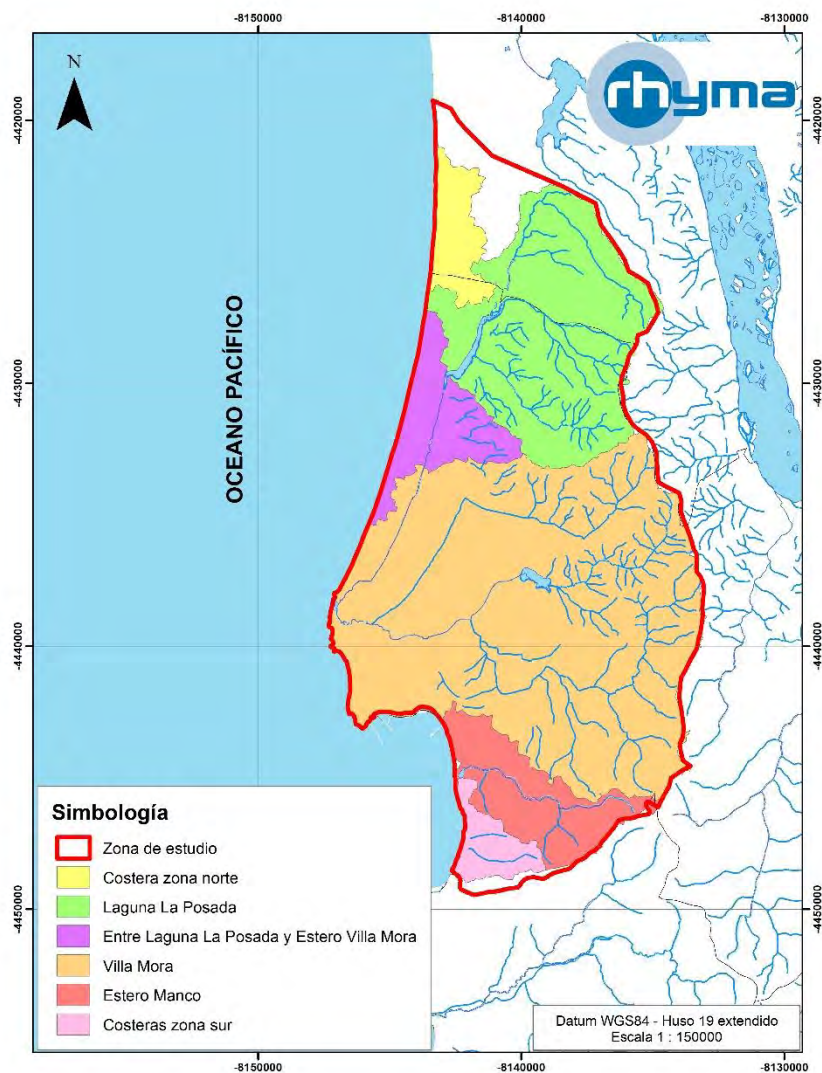 -8150000
-8140000
-8130000
N
rhyma
-4420000
-4420000
OCEANO PACÍFICO
-4430000
-4430000
-4440000
-4440000
Simbología
Zona de estudio
Costera zona norte
Laguna La Posada
Entre Laguna La Posada y Estero Villa Mora
Villa Mora
Estero Manco
Costeras zona sur
-4450000
-4450000
Datum WGS84 - Huso 19 extendido
Escala 1 : 150000
-8150000
-8140000
-8130000